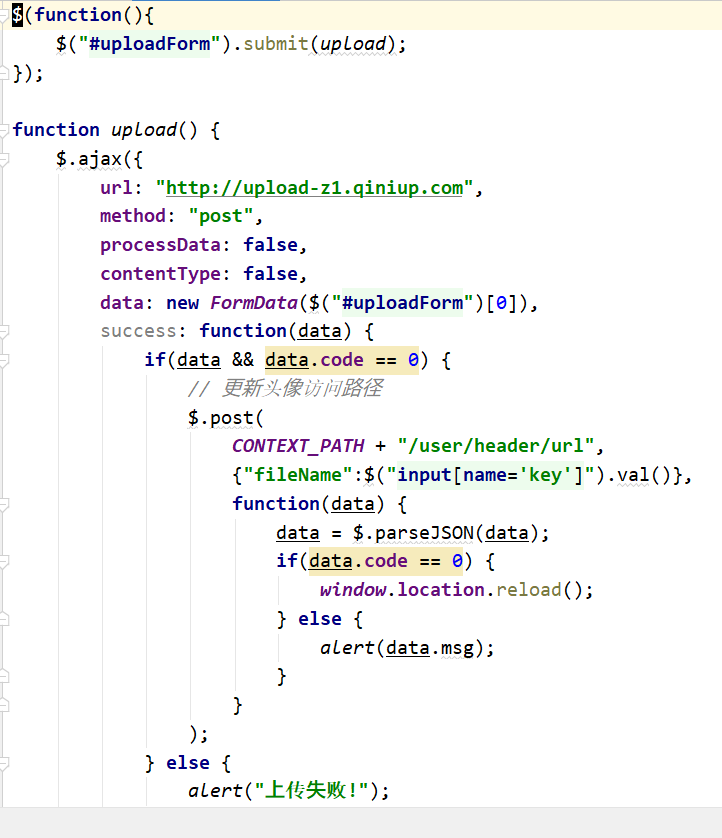 $(function(){
    $("#uploadForm").submit(upload);
});

function upload() {
    $.ajax({
        url: "http://upload-z1.qiniup.com",
        method: "post",
        processData: false,
        contentType: false,
        data: new FormData($("#uploadForm")[0]),
        success: function(data) {
            if(data && data.code == 0) {
                // 更新头像访问路径
                $.post(
                    CONTEXT_PATH + "/user/header/url",
                    {"fileName":$("input[name='key']").val()},
                    function(data) {
                        data = $.parseJSON(data);
                        if(data.code == 0) {
                            window.location.reload();
                        } else {
                            alert(data.msg);
                        }
                    }
                );
            } else {
                alert("上传失败!");